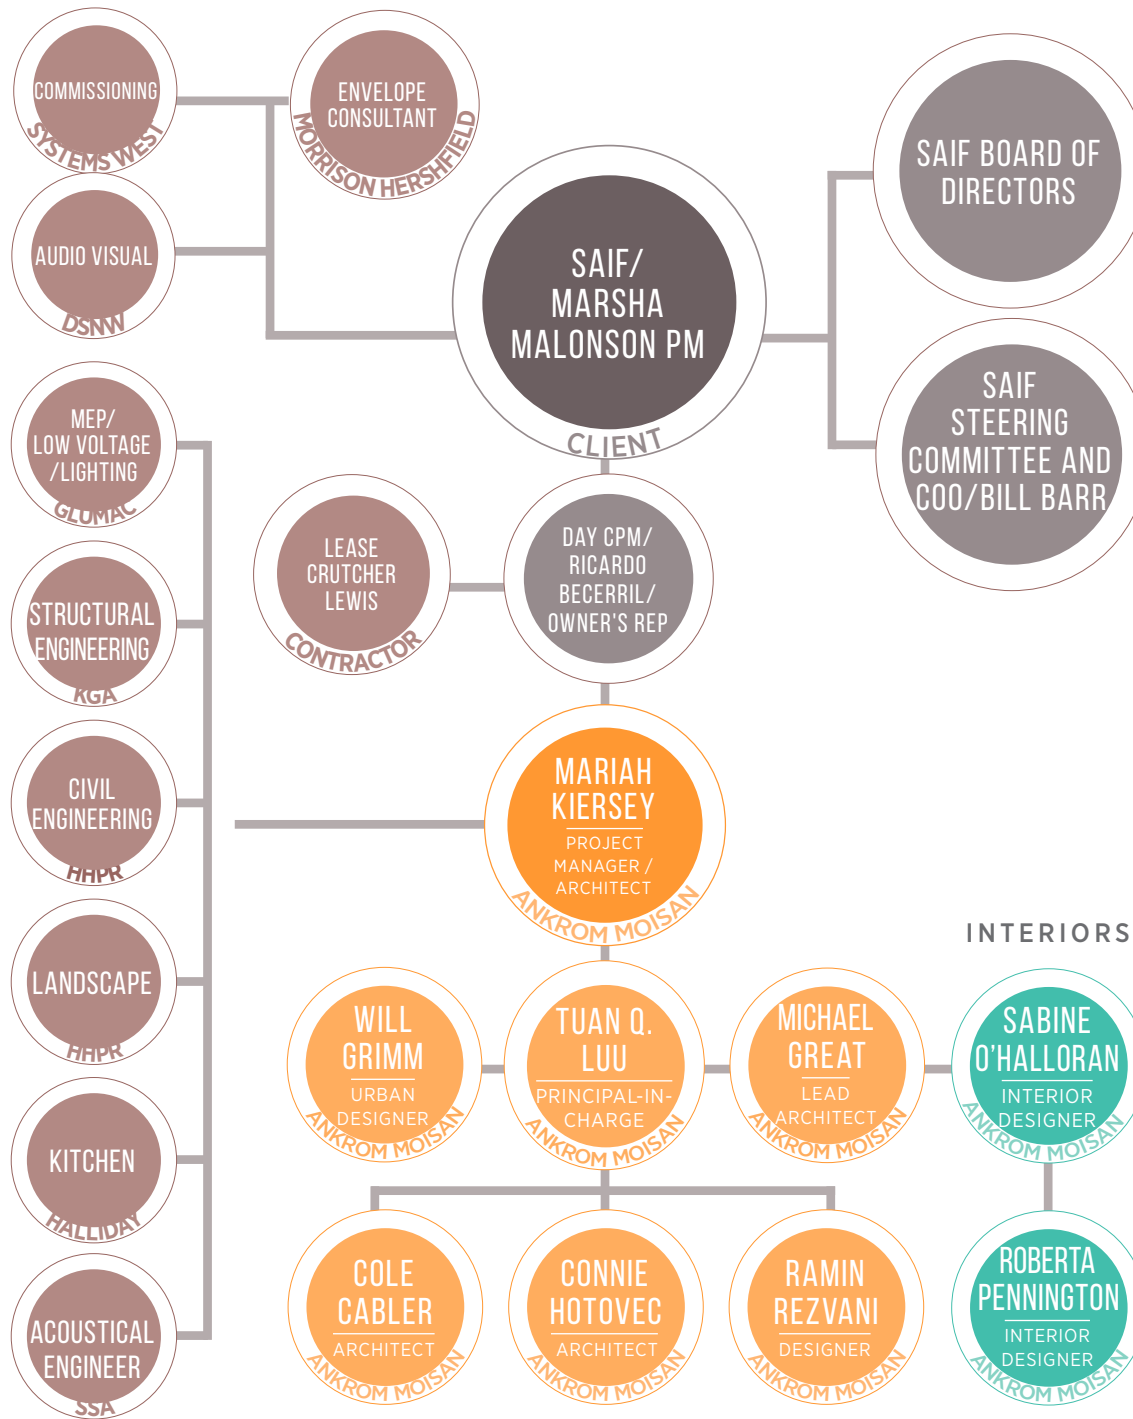 COMMISSIONING
SYSTEMS WEST
ENVELOPE
CONSULTANT
MORRISON HERSHFIELD
AUDIO VISUAL
DSNW
SAIF/
MARSHA
MALONSON PM
CLIENT
SAIF BOARD OF
DIRECTORS
SAIF
STEERING
COMMITTEE AND
COO/BILL BARR
MEP/
LOW VOLTAGE
/LIGHTING
GLUMAC
LEASE
CRUTCHER
LEWIS
CONTRACTOR
DAY CPM/
RICARDO
BECERRIL/
OWNER'S REP
STRUCTURAL
ENGINEERING
KGA
CIVIL
ENGINEERING
HHPR
MARIAH
KIERSEY
PROJECT
MANAGER /
ARCHITECT
ANKROM MOISAN
LANDSCAPE
HHPR
INTERIORS
WILL
GRIMM
URBAN
DESIGNER
ANKROM MOISAN
TUAN Q.
LUU
PRINCIPAL-IN-
CHARGE
ANKROM MOISAN
MICHAEL
GREAT
LEAD
ARCHITECT
ANKROM MOISAN
SABINE
O’HALLORAN
INTERIOR
DESIGNER
ANKROM MOISAN
KITCHEN
HALLIDAY
ACOUSTICAL
ENGINEER
SSA
COLE
CABLER
ARCHITECT
ANKROM MOISAN
CONNIE
HOTOVEC
ARCHITECT
ANKROM MOISAN
RAMIN
REZVANI
DESIGNER
ANKROM MOISAN
ROBERTA
PENNINGTON
INTERIOR
DESIGNER
ANKROM MOISAN